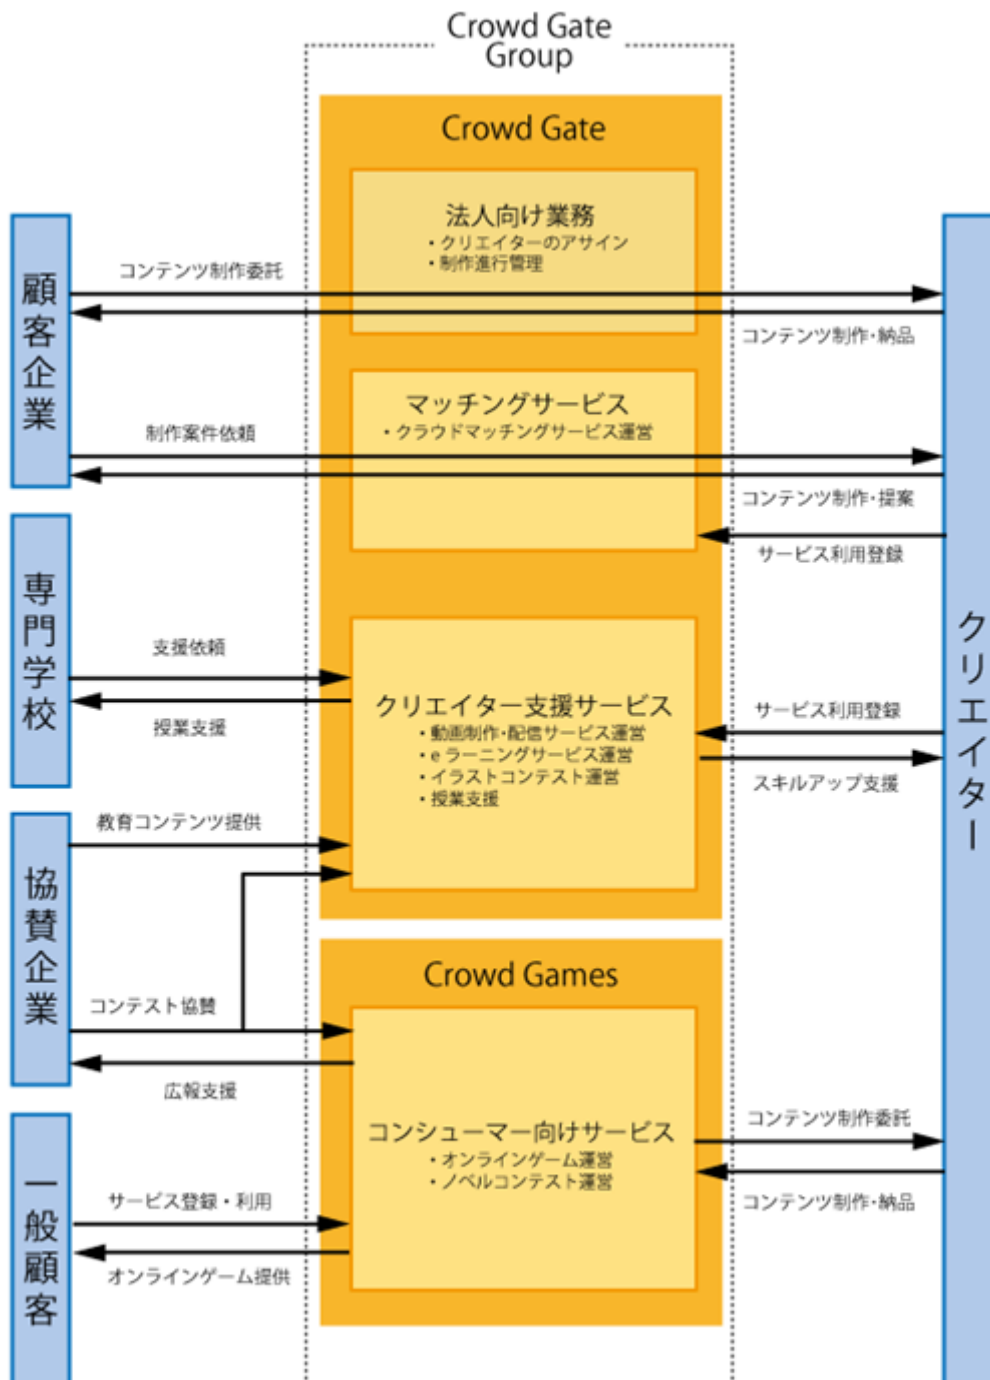 Crowd Gate
Group
Crowd Gate
法人向け業務
・クリエイターのアサイン
・制作進行管理
顧客企業
コンテンツ制作委託
コンテンツ制作・納品
マッチングサービス
・クラウドマッチングサービス運営
制作案件依頼
コンテンツ制作・提案
サービス利用登録
専門学校
支援依頼
授業支援
クリエイター支援サービス
・動画制作・配信サービス運営
・eラーニングサービス運営
・イラストコンテスト運営
・授業支援
サービス利用登録
スキルアップ支援
クリエイター
協賛企業
教育コンテンツ提供
コンテスト協賛
広報支援
Crowd Games
コンシューマー向けサービス
・オンラインゲーム運営
・ノベルコンテスト運営
コンテンツ制作委託
コンテンツ制作・納品
一般顧客
サービス登録・利用
オンラインゲーム提供